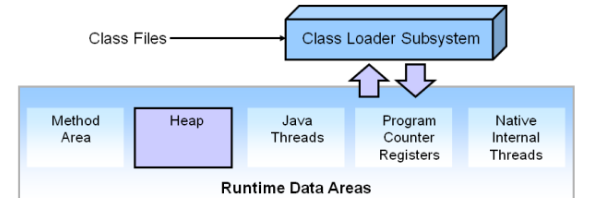 Class Files
Class Loader Subsystem
Method
Area
Heap
Java
Threads
Program
Counter
Registers
Native
Internal
Threads
Runtime Data Areas